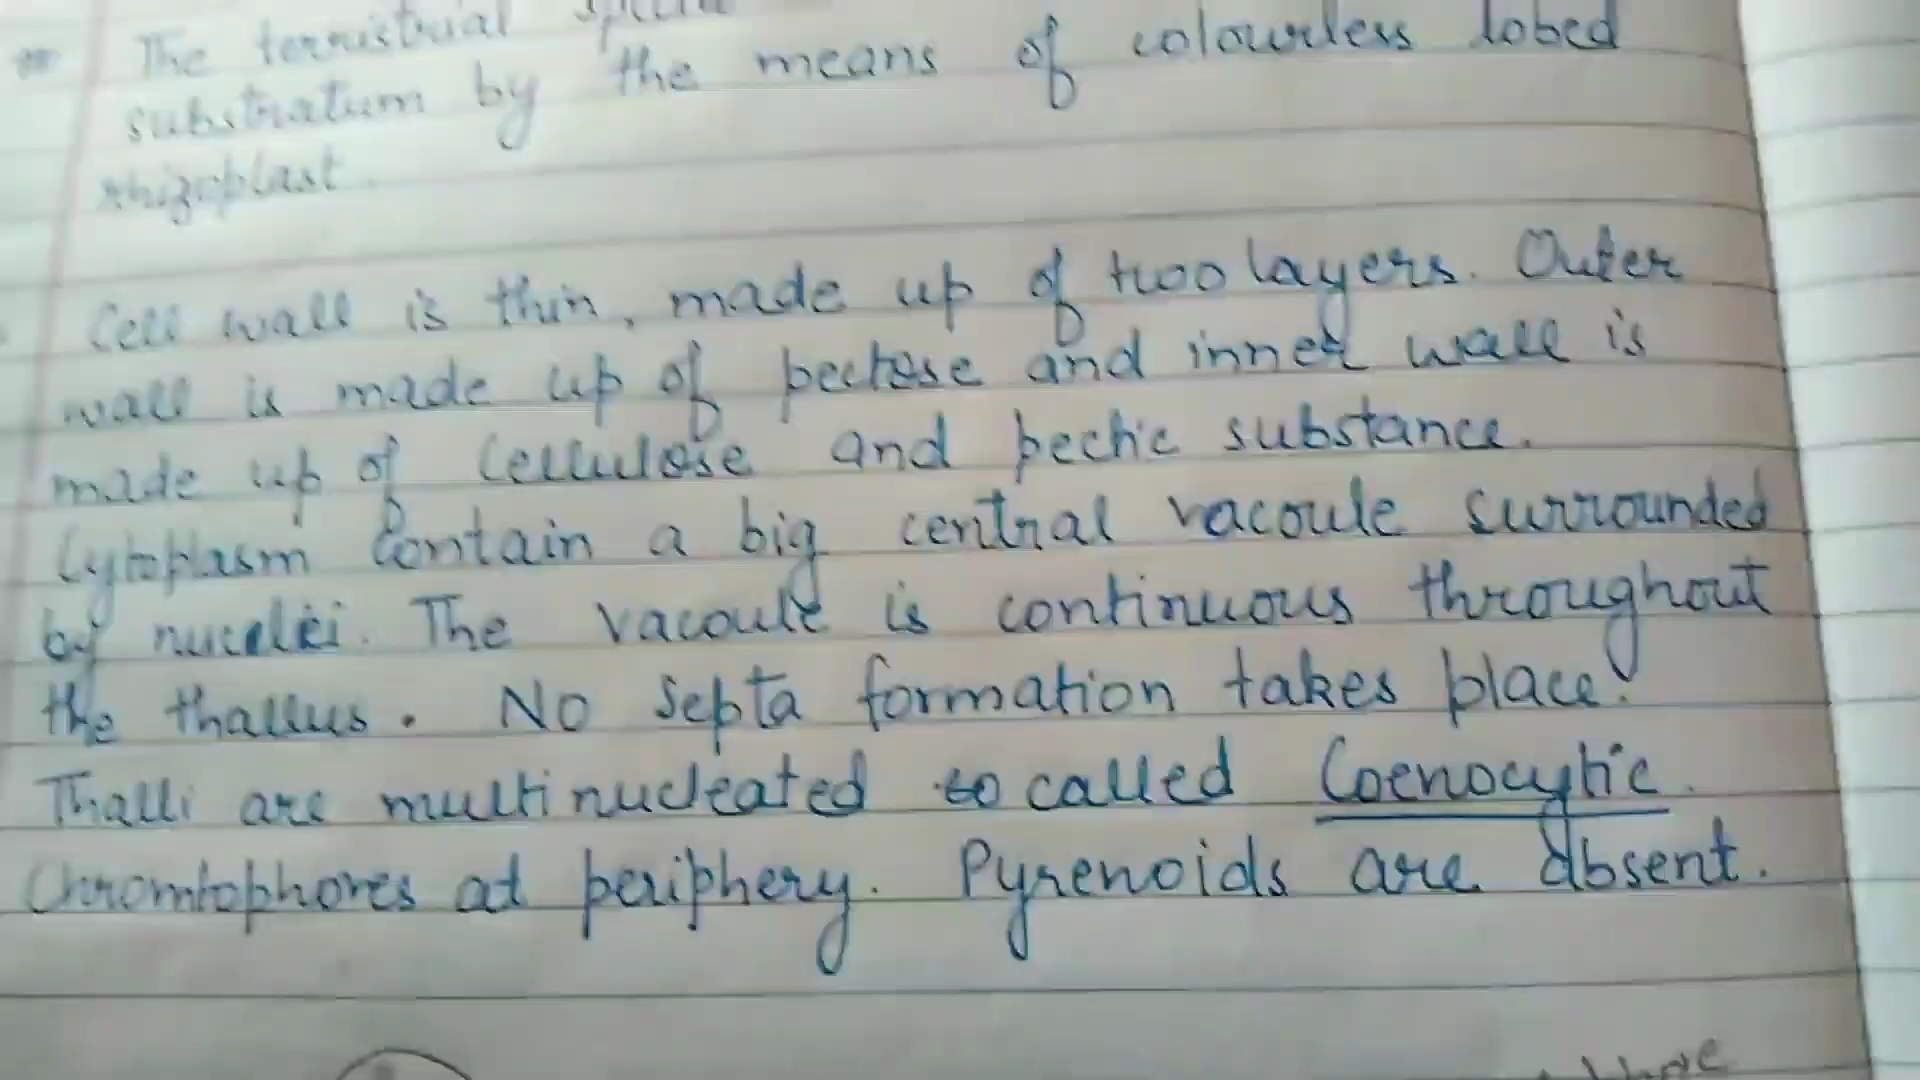 The terristrial
substratum by the means of colourless lobed
rhizoplast.
Cell wall is thin, made up of two layers. Outer
wall is made up of pectose and inner wall is
made up of cellulose and pectic substance.
Cytoplasm contain a big central vacoule surrounded
by nuclei. The vacoule is continuous throughout
the thallus. No Septa formation takes place.
Thalli are multinucleated so called Coenocytic.
Chromtophores at periphery. Pyrenoids are absent.